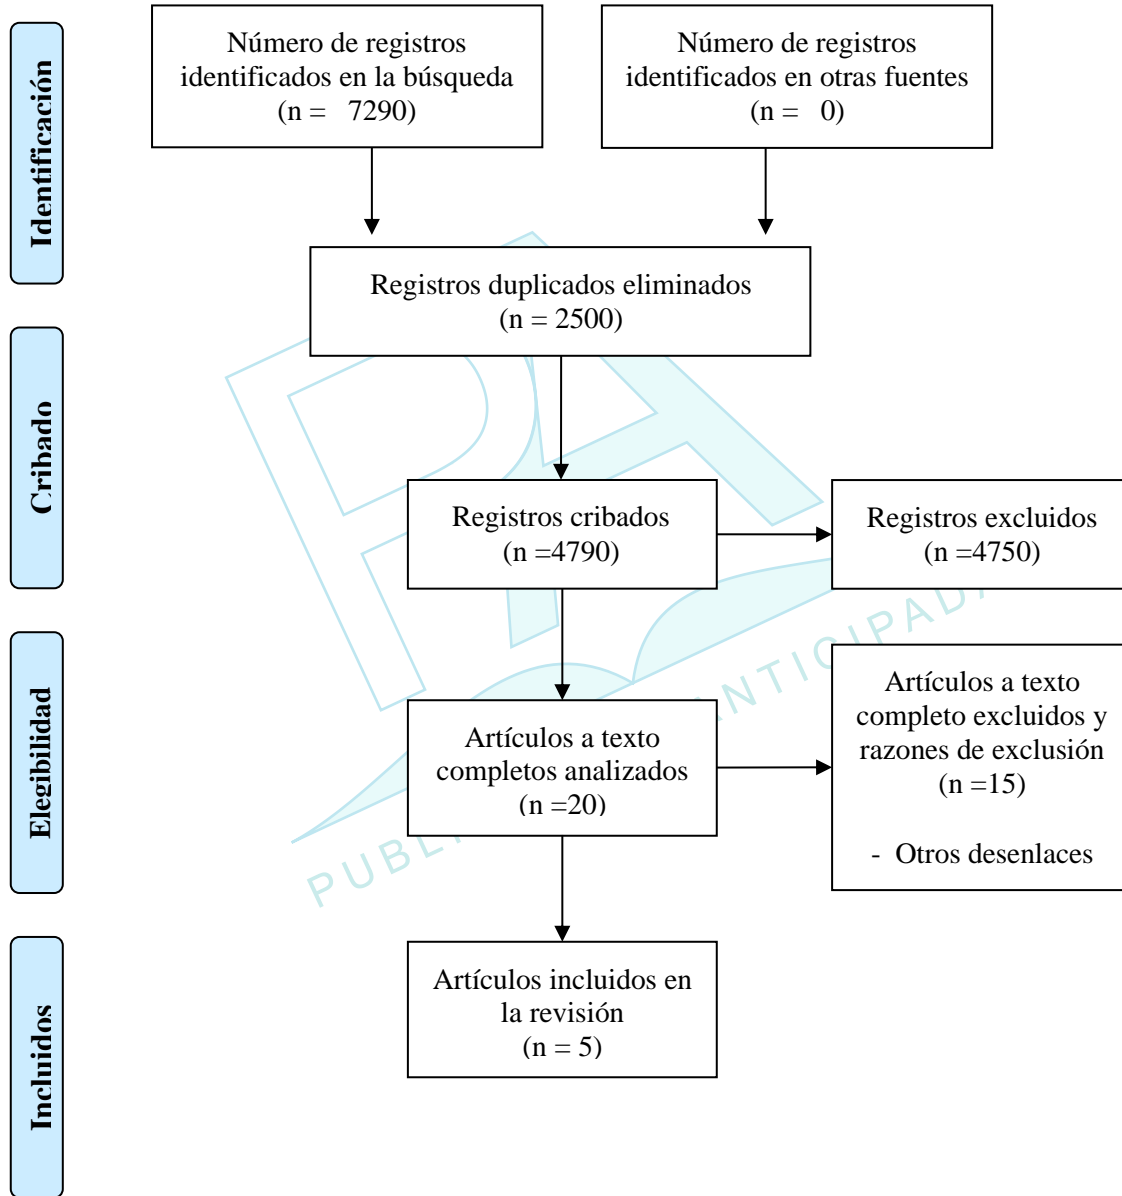 Identificación
Número de registros
identificados en la búsqueda
(n =   7290)
Número de registros
identificados en otras fuentes
(n =   0)
Registros duplicados eliminados
(n = 2500)
Cribado
Registros cribados
(n =4790)
Registros excluidos
(n =4750)
Elegibilidad
Artículos a texto
completos analizados
(n =20)
Artículos a texto
completo excluidos y
razones de exclusión
(n =15)
- Otros desenlaces
Incluidos
Artículos incluidos en
la revisión
(n = 5)